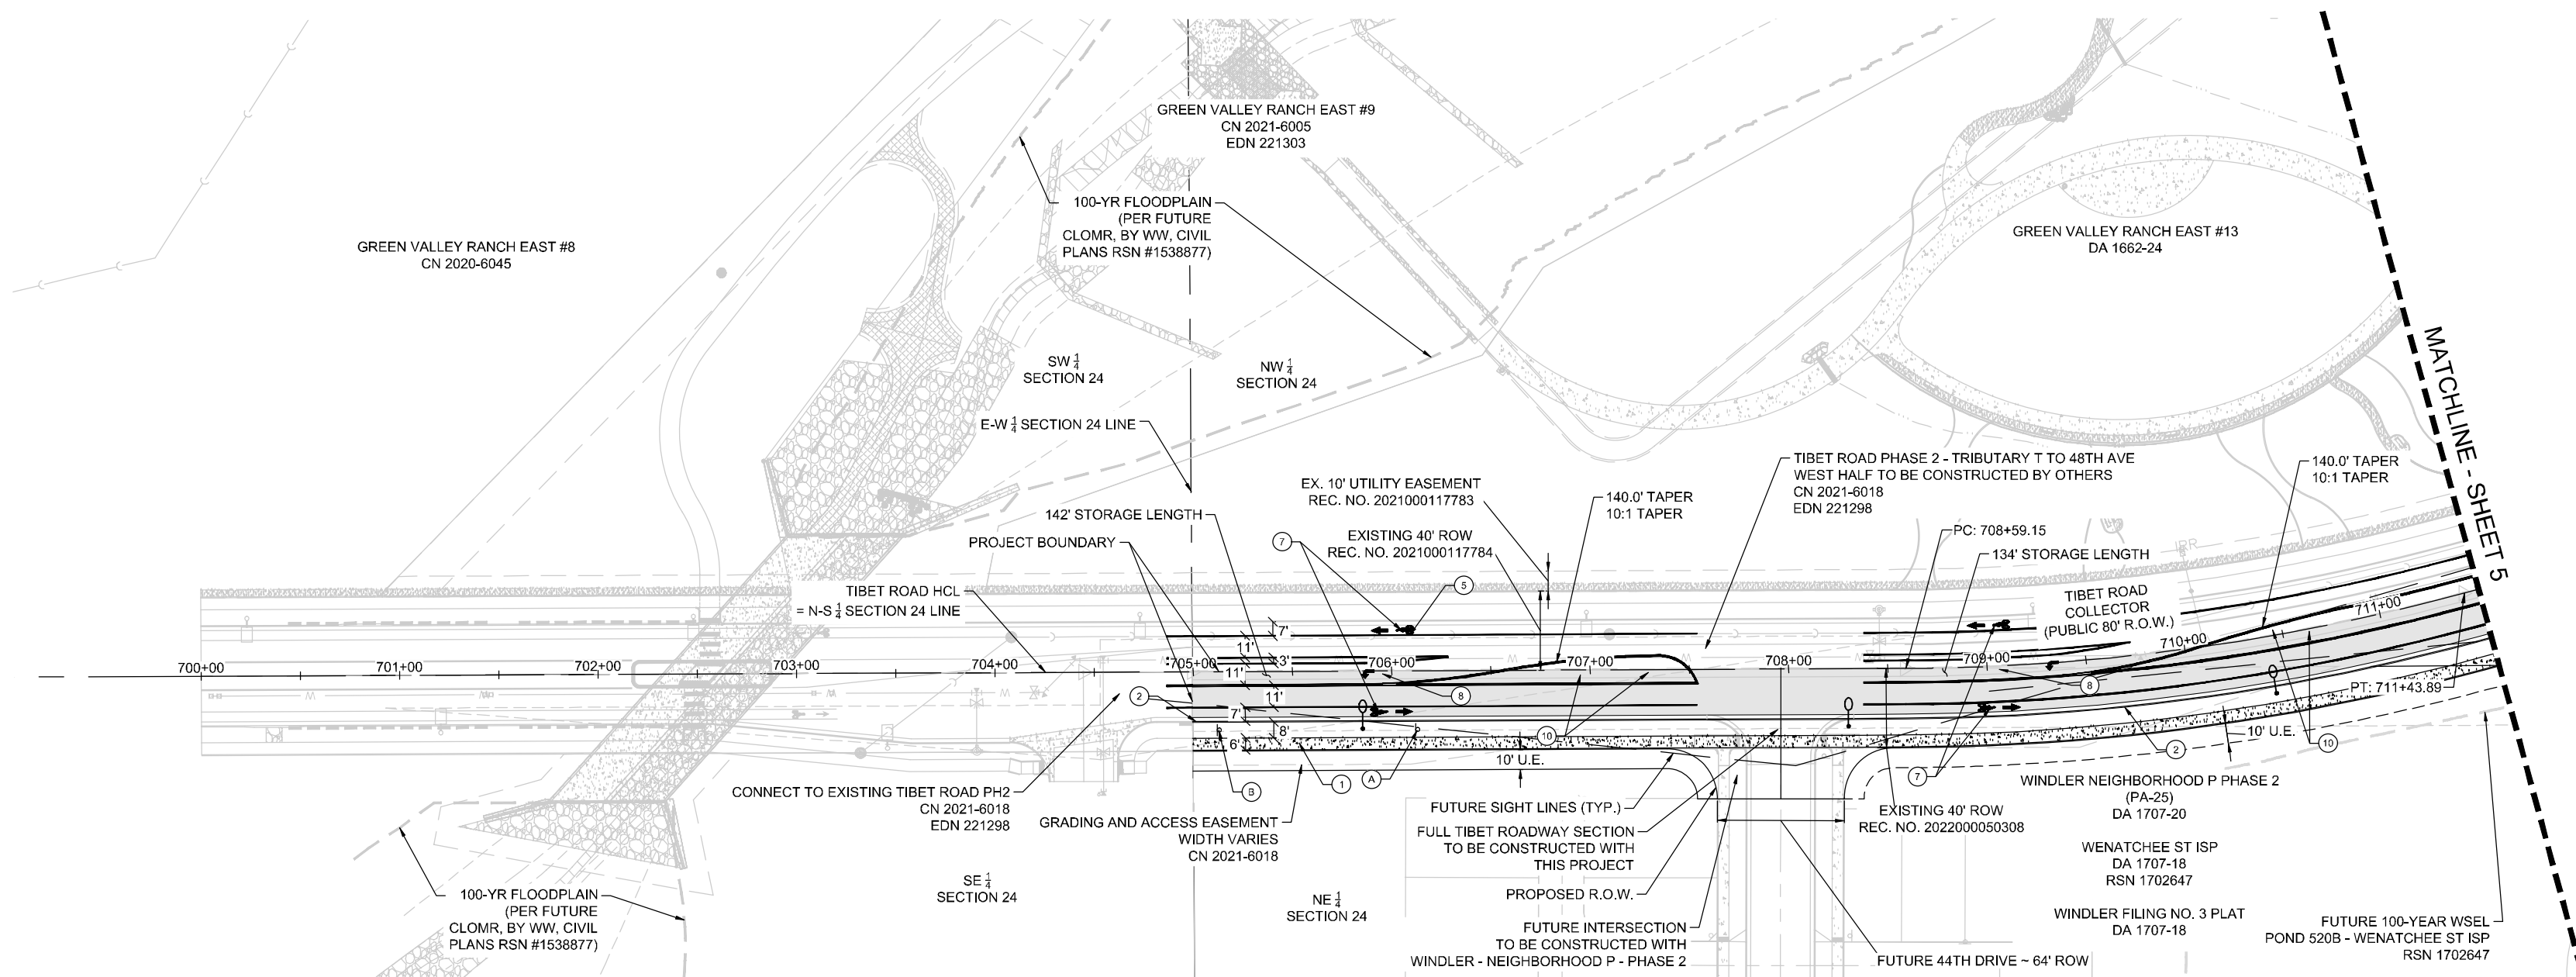 GREEN VALLEY RANCH EAST #9
CN 2021-6005
EDN 221303
100-YR FLOODPLAIN
(PER FUTURE
CLOMR, BY WW, CIVIL
PLANS RSN #1538877)
GREEN VALLEY RANCH EAST #8
CN 2020-6045
GREEN VALLEY RANCH EAST #13
DA 1662-24
MATCHLINE - SHEET 5
SW 1/4
SECTION 24
NW 1/4
SECTION 24
E-W 1/4 SECTION 24 LINE
TIBET ROAD PHASE 2 - TRIBUTARY T TO 48TH AVE
WEST HALF TO BE CONSTRUCTED BY OTHERS
CN 2021-6018
EDN 221298
140.0' TAPER
10:1 TAPER
EX. 10' UTILITY EASEMENT
REC. NO. 2021000117783
140.0' TAPER
10:1 TAPER
142' STORAGE LENGTH
PROJECT BOUNDARY
7
EXISTING 40' ROW
REC. NO. 2021000117784
PC: 708+59.15
134' STORAGE LENGTH
IRR
5
TIBET ROAD HCL
= N-S 1/4 SECTION 24 LINE
TIBET ROAD
COLLECTOR
(PUBLIC 80' R.O.W.)
7'
11'
3'
11'
11'
7'
8'
6'
700+00
701+00
702+00
703+00
704+00
705+00
706+00
707+00
708+00
709+00
710+00
711+00
2
8
8
PT: 711+43.89
10
10' U.E.
10' U.E.
2
10
B
1
A
7
CONNECT TO EXISTING TIBET ROAD PH2
CN 2021-6018
EDN 221298
GRADING AND ACCESS EASEMENT
WIDTH VARIES
CN 2021-6018
FUTURE SIGHT LINES (TYP.)
FULL TIBET ROADWAY SECTION
TO BE CONSTRUCTED WITH
THIS PROJECT
PROPOSED R.O.W.
FUTURE INTERSECTION
TO BE CONSTRUCTED WITH
WINDLER - NEIGHBORHOOD P - PHASE 2
EXISTING 40' ROW
REC. NO. 2022000050308
WINDLER NEIGHBORHOOD P PHASE 2
(PA-25)
DA 1707-20
WENATCHEE ST ISP
DA 1707-18
RSN 1702647
WINDLER FILING NO. 3 PLAT
DA 1707-18
FUTURE 44TH DRIVE ~ 64' ROW
FUTURE 100-YEAR WSEL
POND 520B - WENATCHEE ST ISP
RSN 1702647
SE 1/4
SECTION 24
NE 1/4
SECTION 24
100-YR FLOODPLAIN
(PER FUTURE
CLOMR, BY WW, CIVIL
PLANS RSN #1538877)